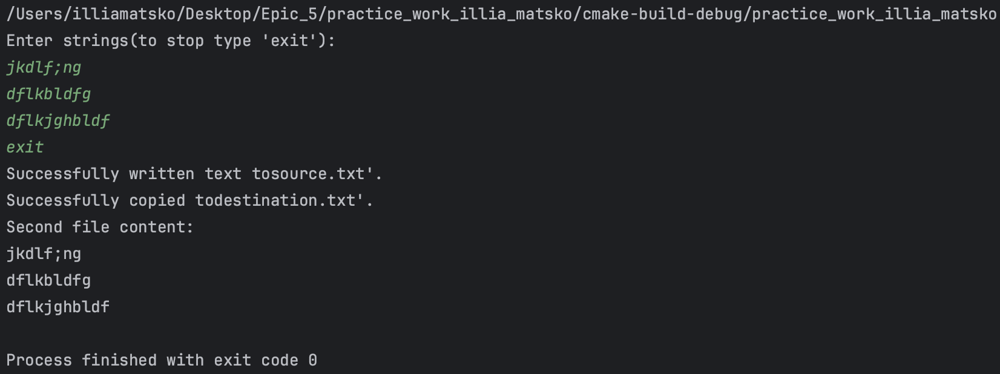 /Users/illiamatsko/Desktop/Epic_5/practice_work_illia_matsko/cmake-build-debug/practice_work_illia_matsko
Enter strings(to stop type 'exit'):
jkdlf;ng
dflkbldfg
dflkjghbldf
exit
Successfully written text tosource.txt'.
Successfully copied todestination.txt'.
Second file content:
jkdlf;ng
dflkbldfg
dflkjghbldf
Process finished with exit code 0